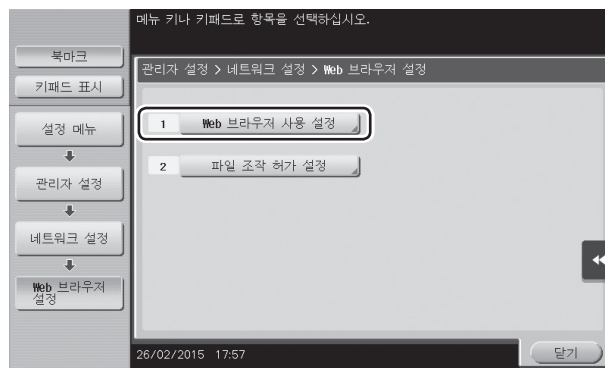 메뉴 키나 키패드로 항목을 선택하십시오.
북마크
키패드 표시
설정 메뉴
관리자 설정
네트워크 설정
Web 브라우저
설정
관리자 설정 > 네트워크 설정 > Web 브라우저 설정
1 Web 브라우저 사용 설정
2 파일 조작 허가 설정
26/02/2015 17:57
닫기